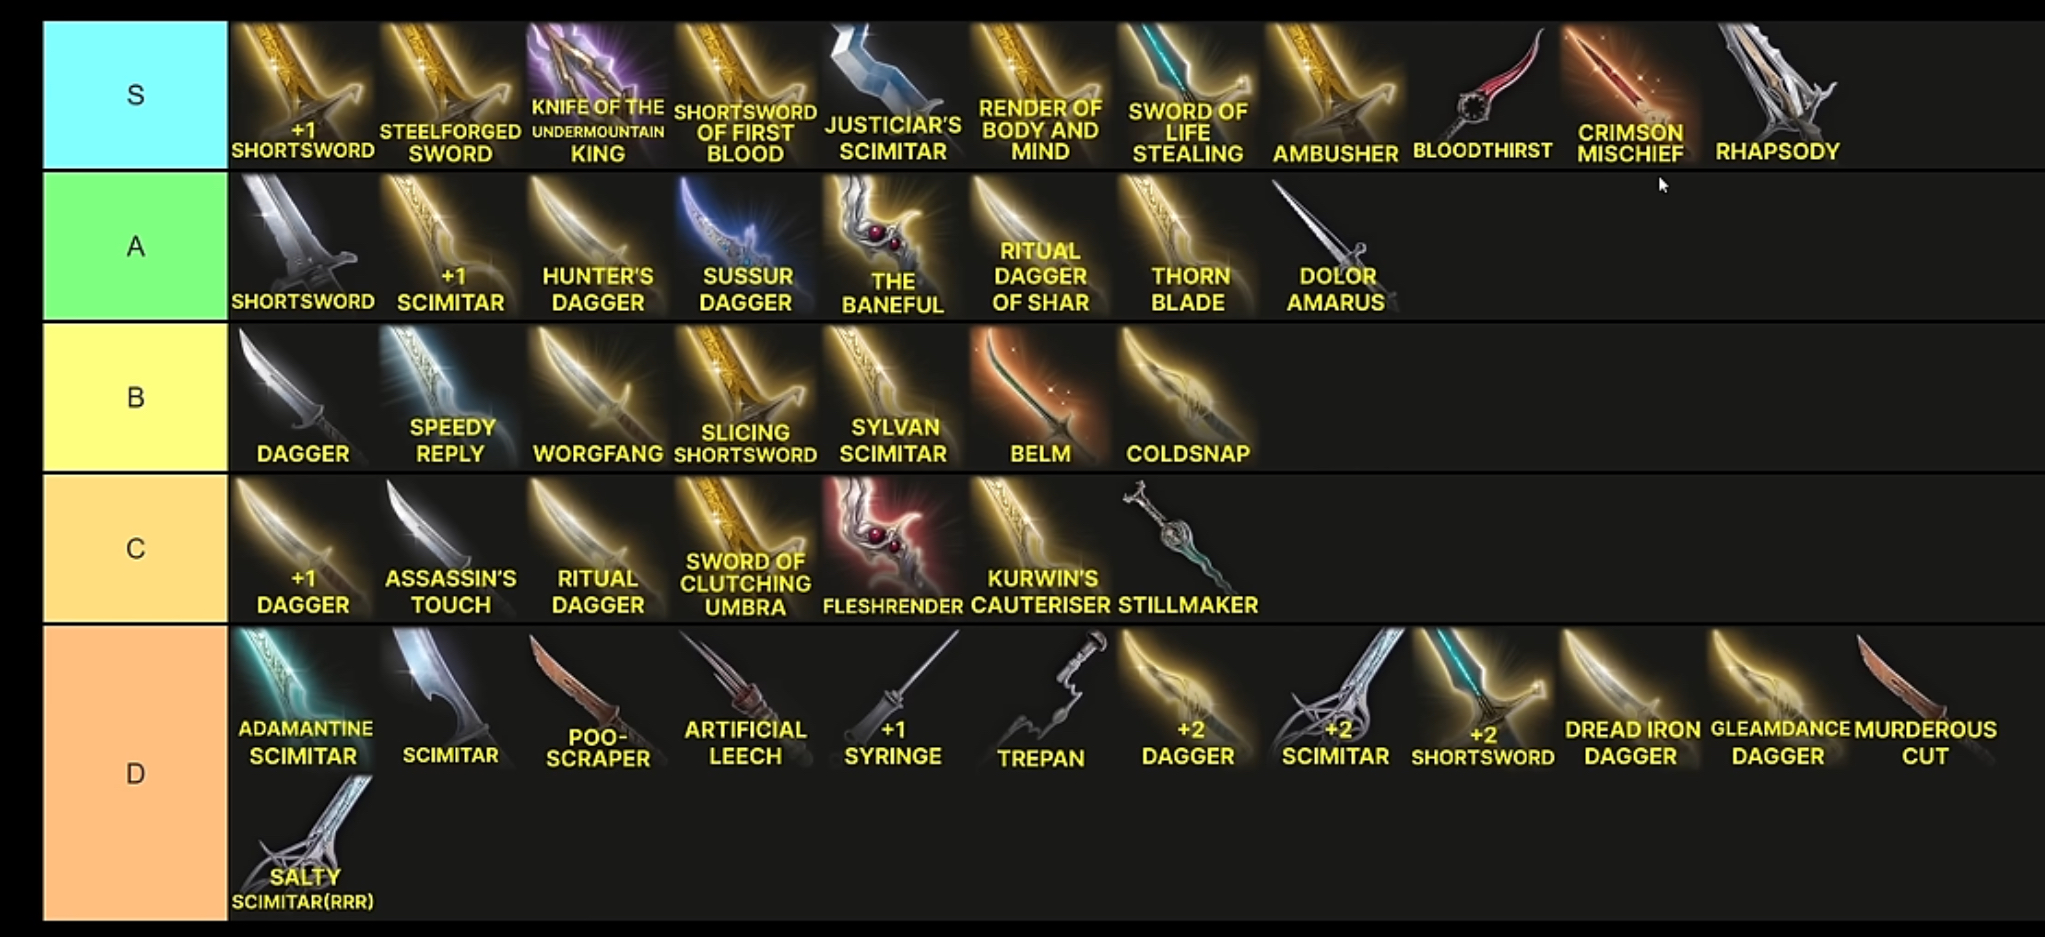 S
+1
SHORTSWORD
STEELFORGED
SWORD
KNIFE OF THE
UNDERMOUNTAIN
KING
SHORTSWORD
OF FIRST
BLOOD
JUSTICIAR'S
SCIMITAR
RENDER OF
BODY AND
MIND
SWORD OF
LIFE
STEALING
AMBUSHER
BLOODTHIRST
CRIMSON
MISCHIEF
RHAPSODY
A
SHORTSWORD
+1
SCIMITAR
HUNTER'S
DAGGER
SUSSUR
DAGGER
THE
BANEFUL
RITUAL
DAGGER
OF SHAR
THORN
BLADE
DOLOR
AMARUS
B
DAGGER
SPEEDY
REPLY
WORGFANG
SLICING
SHORTSWORD
SYLVAN
SCIMITAR
BELM
COLDSNAP
C
+1
DAGGER
ASSASSIN'S
TOUCH
RITUAL
DAGGER
SWORD OF
CLUTCHING
UMBRA
FLESHRENDER
KURWIN'S
CAUTERISER
STILLMAKER
D
ADAMANTINE
SCIMITAR
SCIMITAR
POO-
SCRAPER
ARTIFICIAL
LEECH
+1
SYRINGE
TREPAN
+2
DAGGER
+2
SCIMITAR
+2
SHORTSWORD
DREAD IRON
DAGGER
GLEAMDANCE
DAGGER
MURDEROUS
CUT
SALTY
SCIMITAR(RRR)